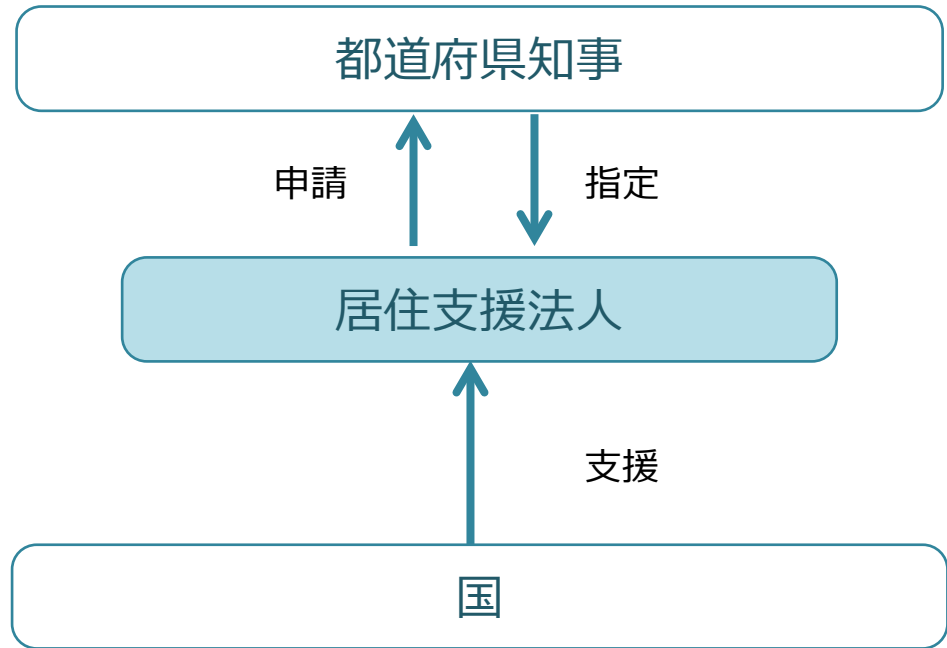 都道府県知事
申請
指定
居住支援法人
支援
国